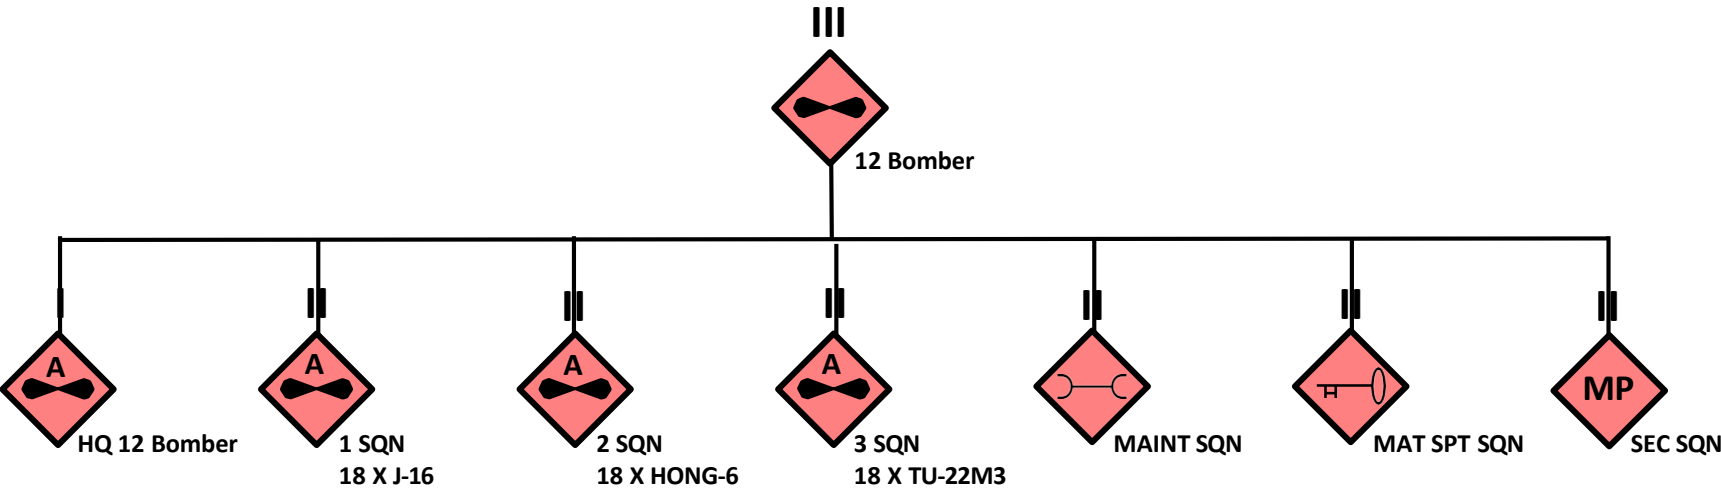 12 Bomber
A
HQ 12 Bomber
A
1 SQN
18 X J-16
A
2 SQN
18 X HONG-6
A
3 SQN
18 X TU-22M3
MAINT SQN
MAT SPT SQN
MP
SEC SQN